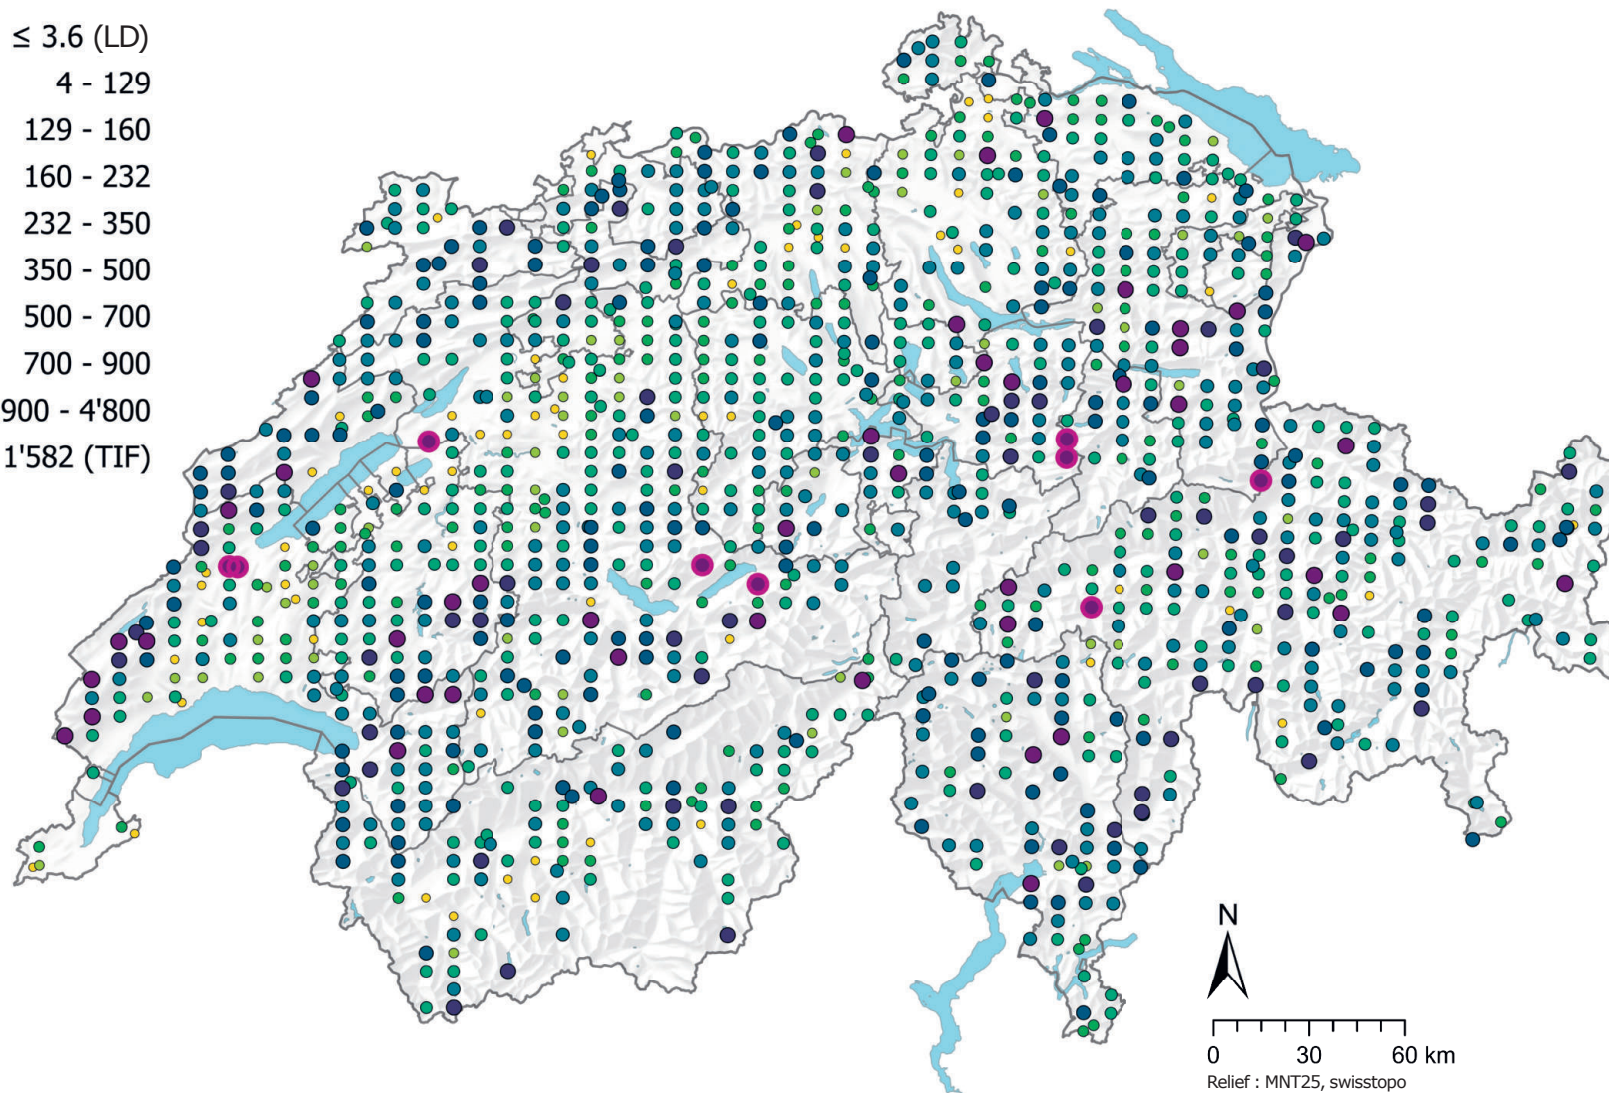 ≤ 3.6 (LD)
4 - 129
129 - 160
160 - 232
232 - 350
350 - 500
500 - 700
700 - 900
900 - 4'800
1'582 (TIF)
N
0 30 60 km
Relief : MNT25, swisstopo